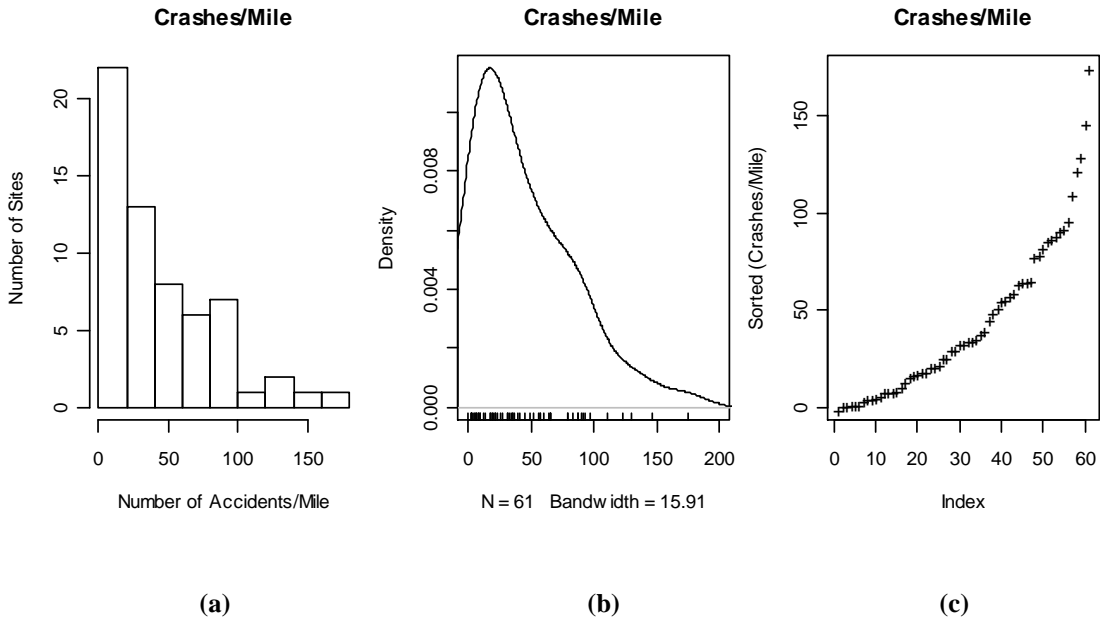 Crashes/Mile
Number of Sites
0
5
10
15
20
0
50
100
150
Number of Accidents/Mile
(a)
Crashes/Mile
Density
0.000
0.004
0.008
0
50
100
150
200
N = 61 Bandwidth = 15.91
(b)
Crashes/Mile
Sorted (Crashes/Mile)
0
50
100
150
0
10
20
30
40
50
60
Index
(c)